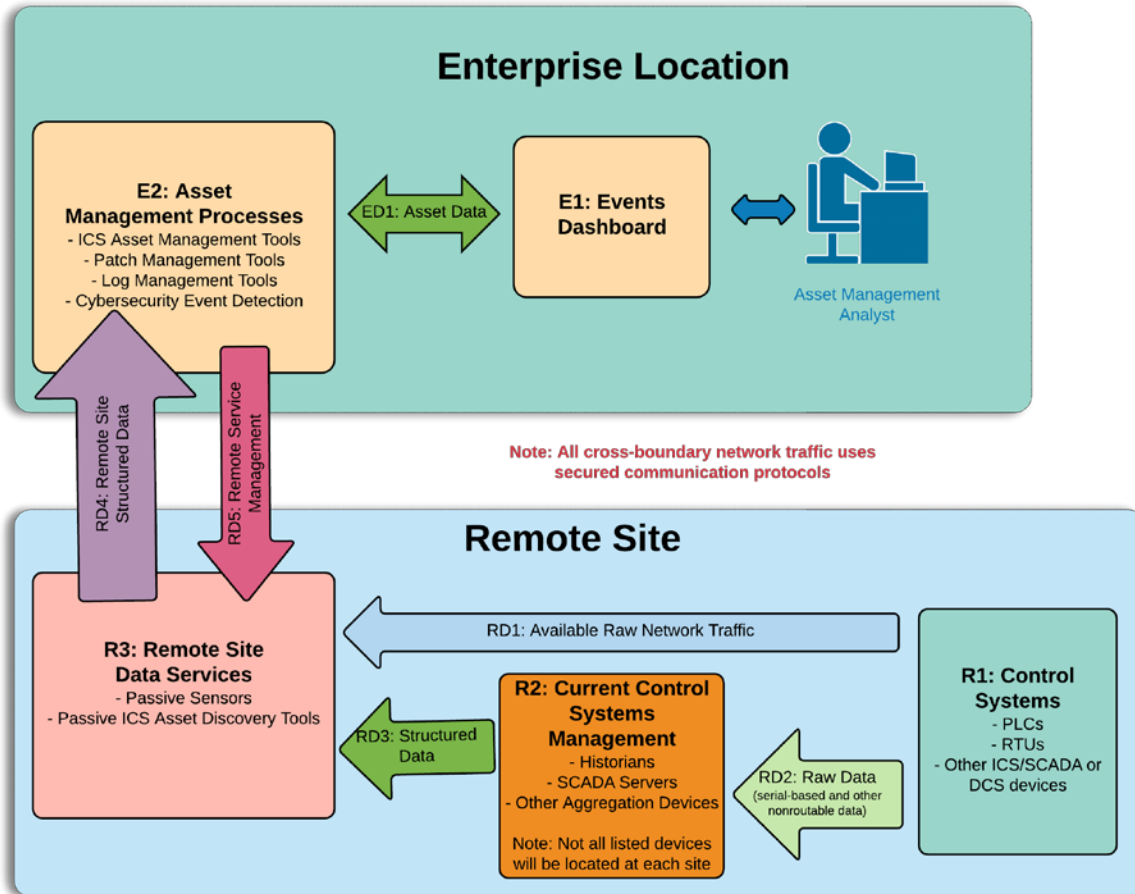 Enterprise Location
E2: Asset
Management Processes
- ICS Asset Management Tools
- Patch Management Tools
- Log Management Tools
- Cybersecurity Event Detection
ED1: Asset Data
E1: Events
Dashboard
Asset Management
Analyst
RD4: Remote Site
Structured Data
RD5: Remote Service
Management
Note: All cross-boundary network traffic uses
secured communication protocols
Remote Site
R3: Remote Site
Data Services
- Passive Sensors
- Passive ICS Asset Discovery Tools
RD1: Available Raw Network Traffic
RD3: Structured
Data
R2: Current Control
Systems
Management
- Historians
- SCADA Servers
- Other Aggregation Devices
Note: Not all listed devices
will be located at each site
RD2: Raw Data
(serial-based and other
nonroutable data)
R1: Control
Systems
- PLCs
- RTUs
- Other ICS/SCADA or
DCS devices